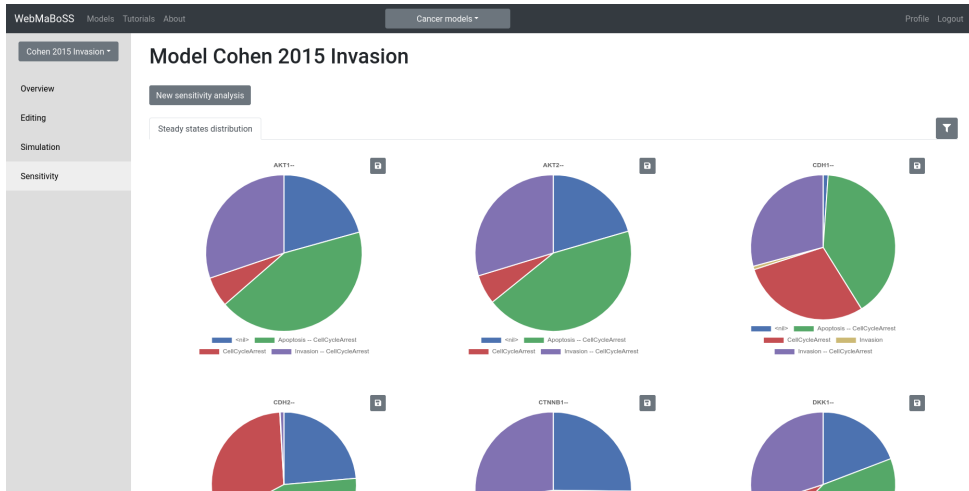 WebMaBoSS Models Tutorials About Cancer models Profile Logout
Cohen 2015 Invasion
Overview
Editing
Simulation
Sensitivity
Model Cohen 2015 Invasion
New sensitivity analysis
Steady states distribution
AKT1-- AKT2-- CDH1--
<nil> Apoptosis -- CellCycleArrest
CellCycleArrest Invasion -- CellCycleArrest
<nil> Apoptosis -- CellCycleArrest
CellCycleArrest Invasion -- CellCycleArrest
<nil> Apoptosis -- CellCycleArrest
CellCycleArrest Invasion
Invasion -- CellCycleArrest
CDH2-- CTNNB1-- DKK1--